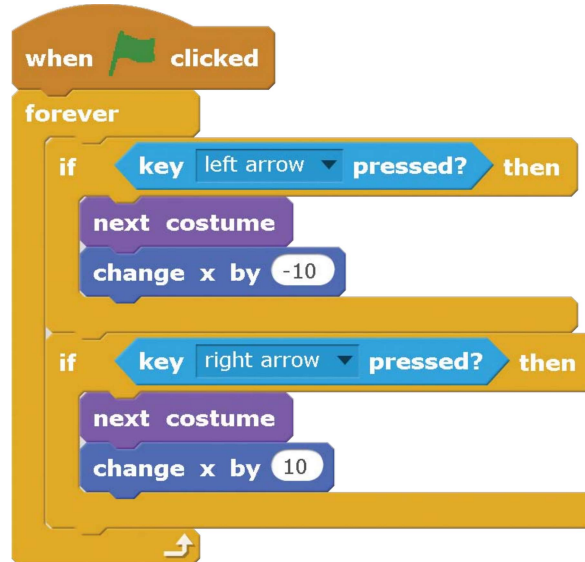 when clicked
forever
if key left arrow pressed? then
next costume
change x by -10
if key right arrow pressed? then
next costume
change x by 10